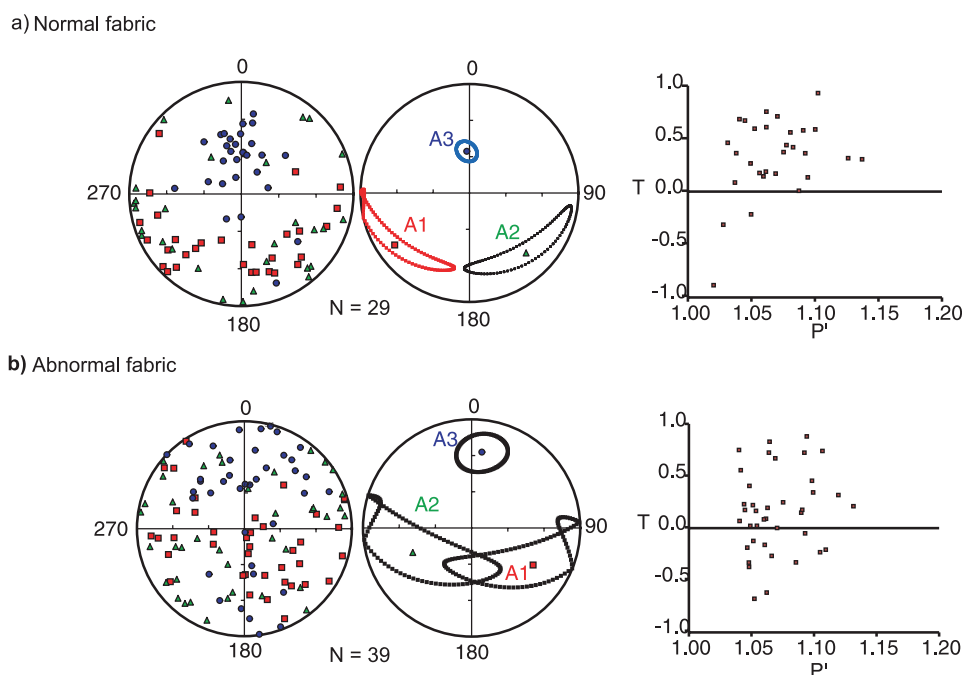 a) Normal fabric
0
270
180
N = 29
0
A3
A1
A2
90
180
1.0
0.5
T 0.0
-0.5
-1.0
1.00 1.05 1.10 1.15 1.20
P'
b) Abnormal fabric
0
270
180
N = 39
0
A3
A2
A1
90
180
1.0
0.5
T 0.0
-0.5
-1.0
1.00 1.05 1.10 1.15 1.20
P'